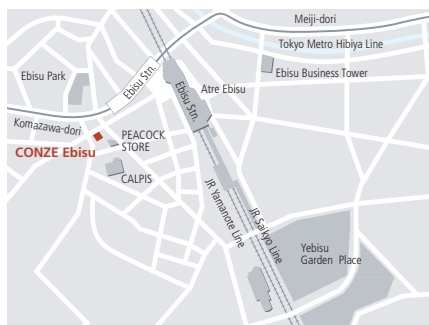 Meiji-dori
Tokyo Metro Hibiya Line
Ebisu Business Tower
Ebisu Park
Ebisu Stn.
Atre Ebisu
Ebisu Stn.
Komazawa-dori
PEACOCK
STORE
CONZE Ebisu
CALPIS
JR Yamanote Line
JR Saikyo Line
Yebisu
Garden Place